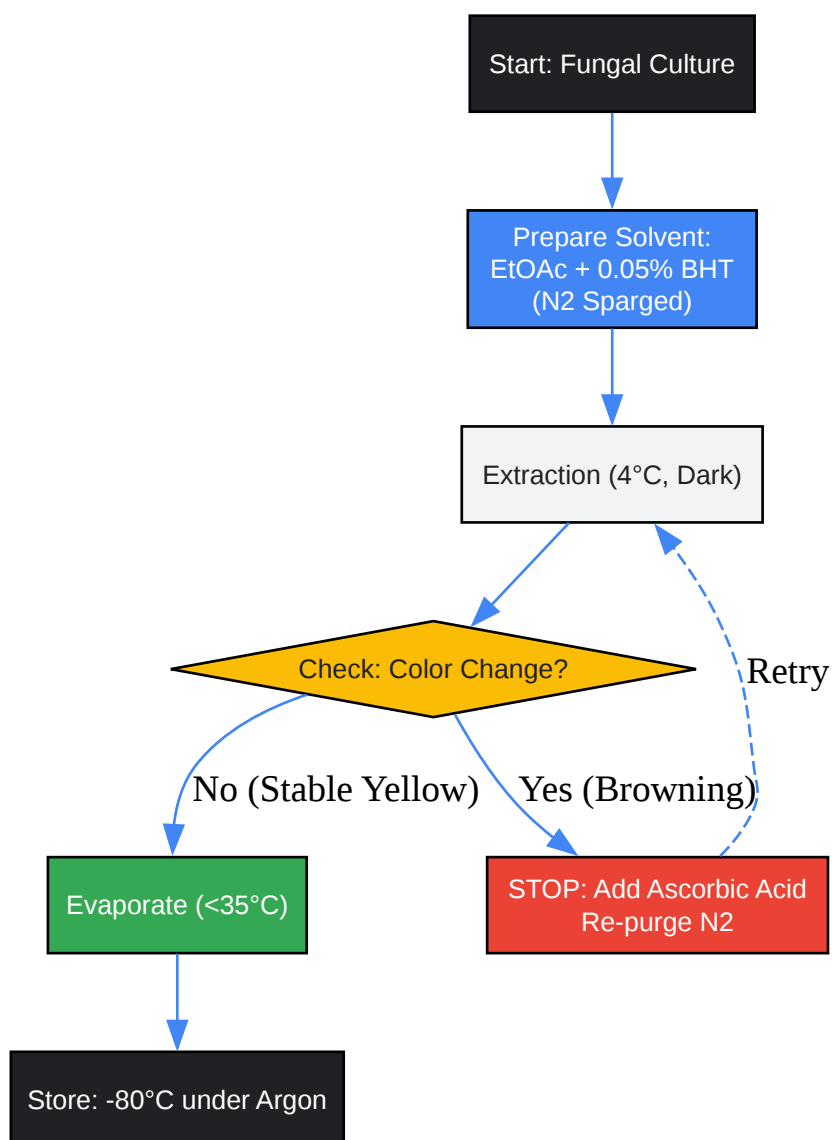 Start: Fungal Culture
Prepare Solvent:
EtOAc + 0.05% BHT
(N2 Sparged)
Extraction (4°C, Dark)
Check: Color Change?
Retry
No (Stable Yellow)
Yes (Browning)
Evaporate (<35°C)
STOP: Add Ascorbic Acid
Re-purge N2
Store: -80°C under Argon